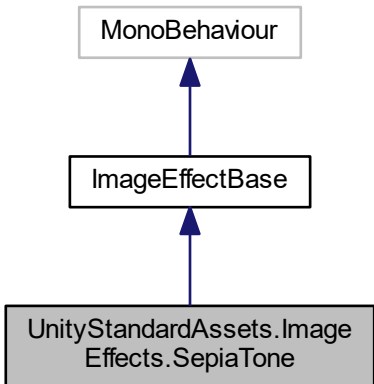 MonoBehaviour
ImageEffectBase
UnityStandardAssets.Image
Effects.SepiaTone